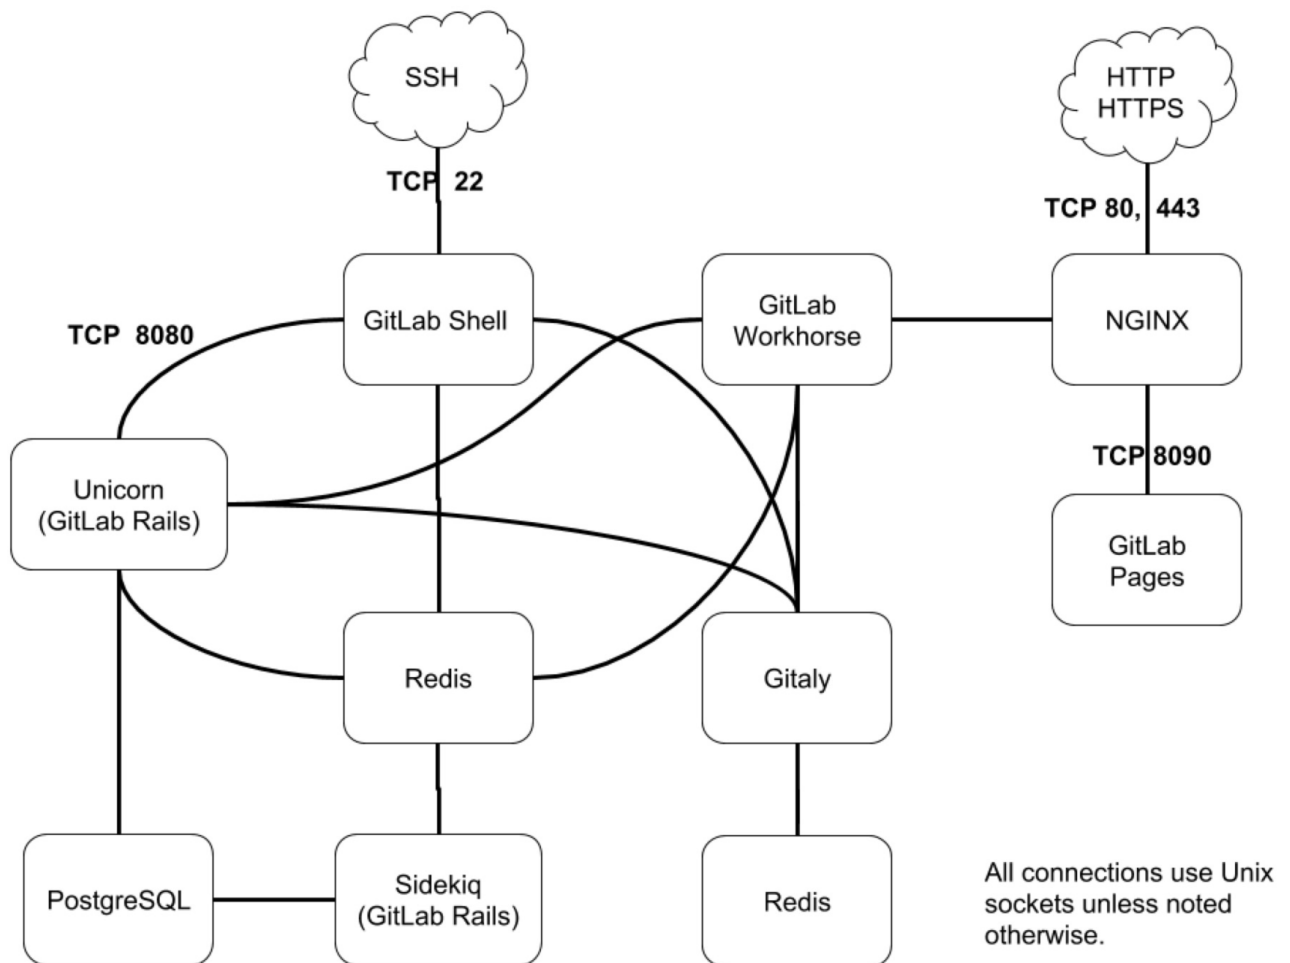 SSH
HTTP
HTTPS
TCP 22
TCP 80, 443
GitLab Shell
GitLab
Workhorse
NGINX
TCP 8080
TCP 8090
Unicorn
(GitLab Rails)
GitLab
Pages
Redis
Gitaly
PostgreSQL
Sidekiq
(GitLab Rails)
Redis
All connections use Unix
sockets unless noted
otherwise.